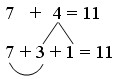 7 + 4 = 11
7 + 3 + 1 = 11